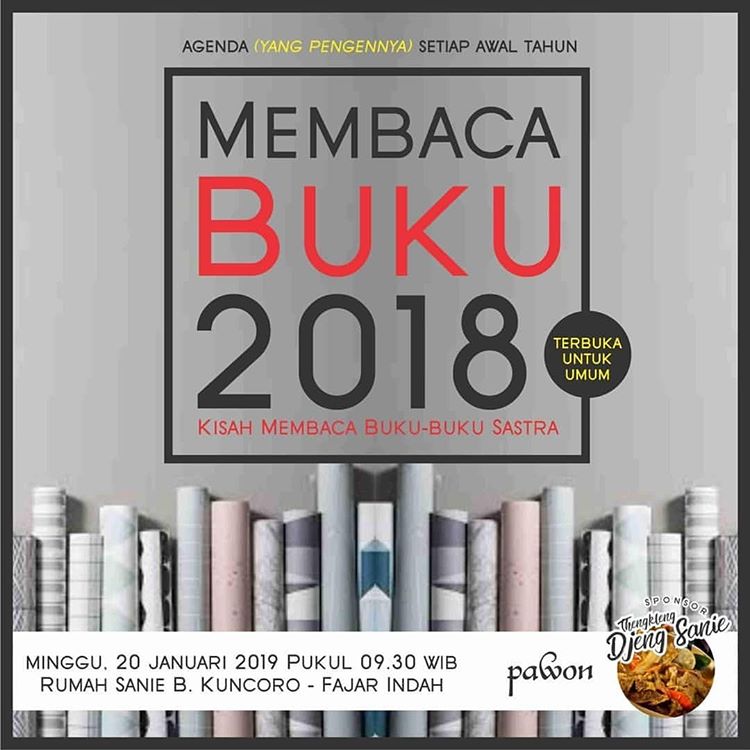 AGENDA (YANG PENGENNYA) SETIAP AWAL TAHUN
MEMBACA
BUKU
2018
TERBUKA
UNTUK
UMUM
KISAH MEMBACA BUKU-BUKU SASTRA
SPONSOR
Thengkleng
Djeng Sanie
MINGGU, 20 JANUARI 2019 PUKUL 09.30 WIB
RUMAH SANIE B. KUNCORO - FAJAR INDAH
pawon